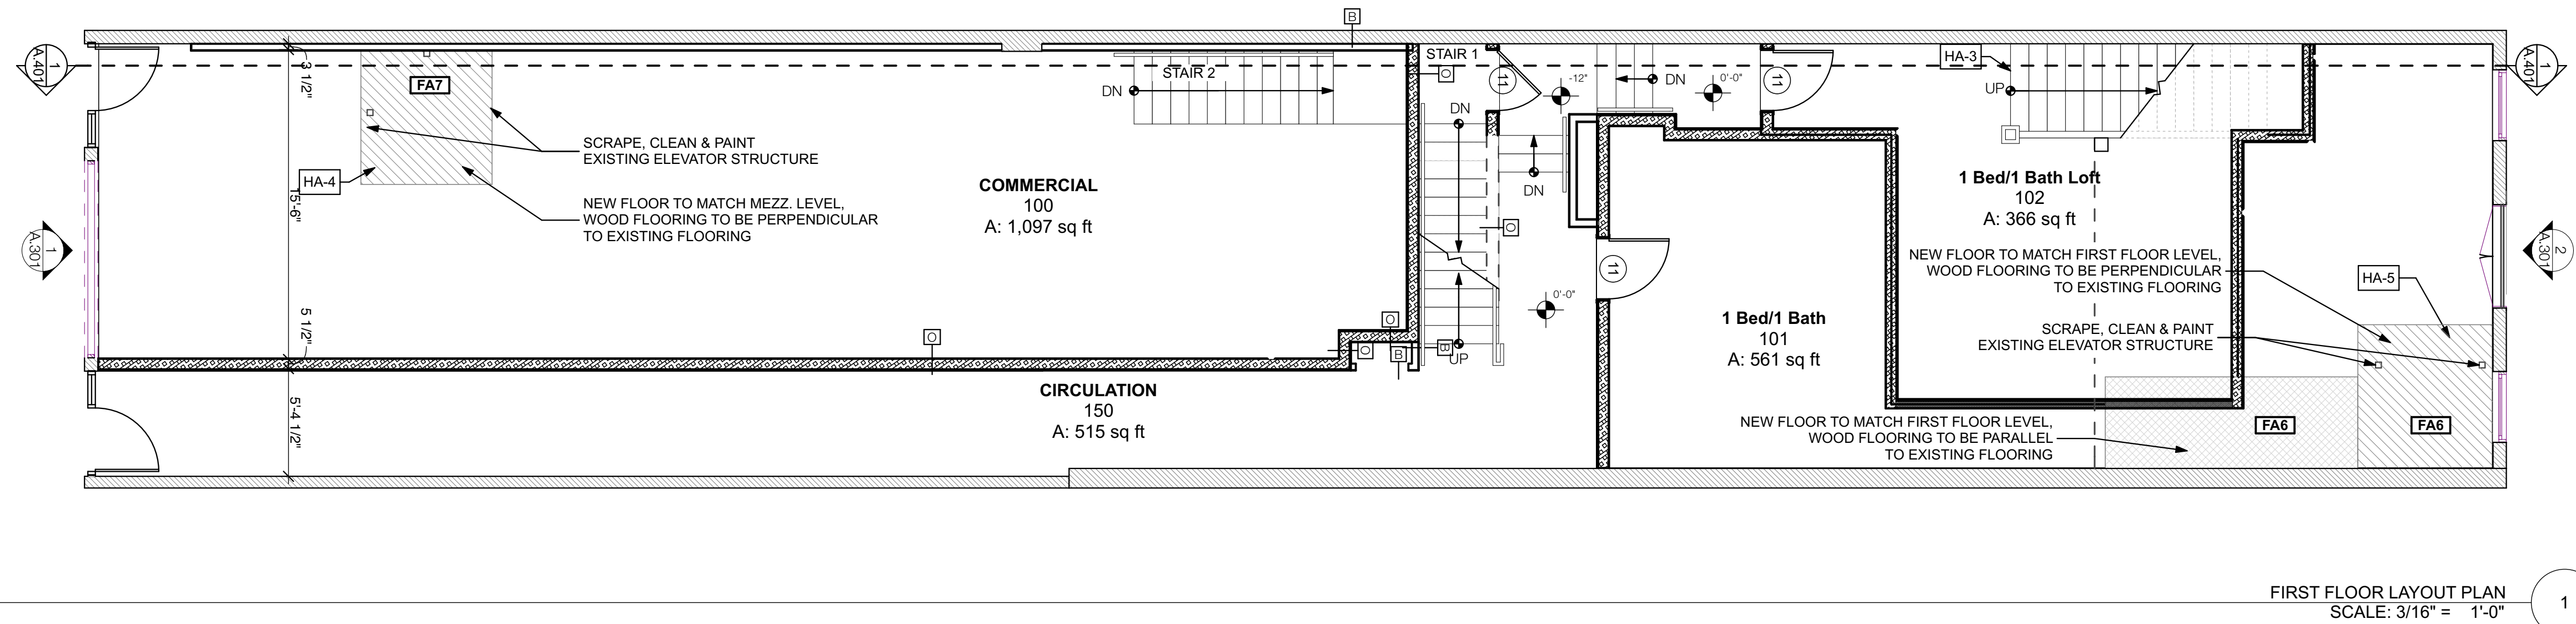 B
1
A.401
3 1/2"
FA7
STAIR 2
DN
STAIR 1
O
11
-12"
DN
0'-0"
11
HA-3
UP
1
A.401
SCRAPE, CLEAN & PAINT
EXISTING ELEVATOR STRUCTURE
HA-4
NEW FLOOR TO MATCH MEZZ. LEVEL,
WOOD FLOORING TO BE PERPENDICULAR
TO EXISTING FLOORING
COMMERCIAL
100
A: 1,097 sq ft
DN
DN
O
11
0'-0"
1 Bed/1 Bath Loft
102
A: 366 sq ft
NEW FLOOR TO MATCH FIRST FLOOR LEVEL,
WOOD FLOORING TO BE PERPENDICULAR
TO EXISTING FLOORING
HA-5
1
A.301
2
A.301
5 1/2"
O
O
O
B
B
UP
1 Bed/1 Bath
101
A: 561 sq ft
SCRAPE, CLEAN & PAINT
EXISTING ELEVATOR STRUCTURE
CIRCULATION
150
A: 515 sq ft
5'-4 1/2"
NEW FLOOR TO MATCH FIRST FLOOR LEVEL,
WOOD FLOORING TO BE PARALLEL
TO EXISTING FLOORING
FA6
FA6
FIRST FLOOR LAYOUT PLAN
SCALE: 3/16" = 1'-0"
1